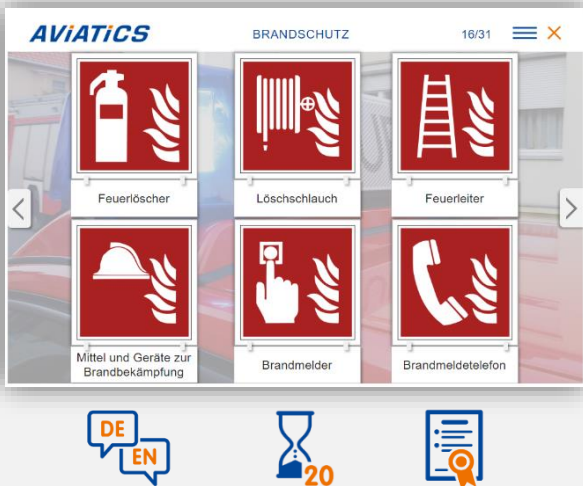 AViATiCS
BRANDSCHUTZ
16/31
Feuerlöscher
Löschschlauch
Feuerleiter
Mittel und Geräte zur
Brandbekämpfung
Brandmelder
Brandmeldetelefon
DE
EN
20